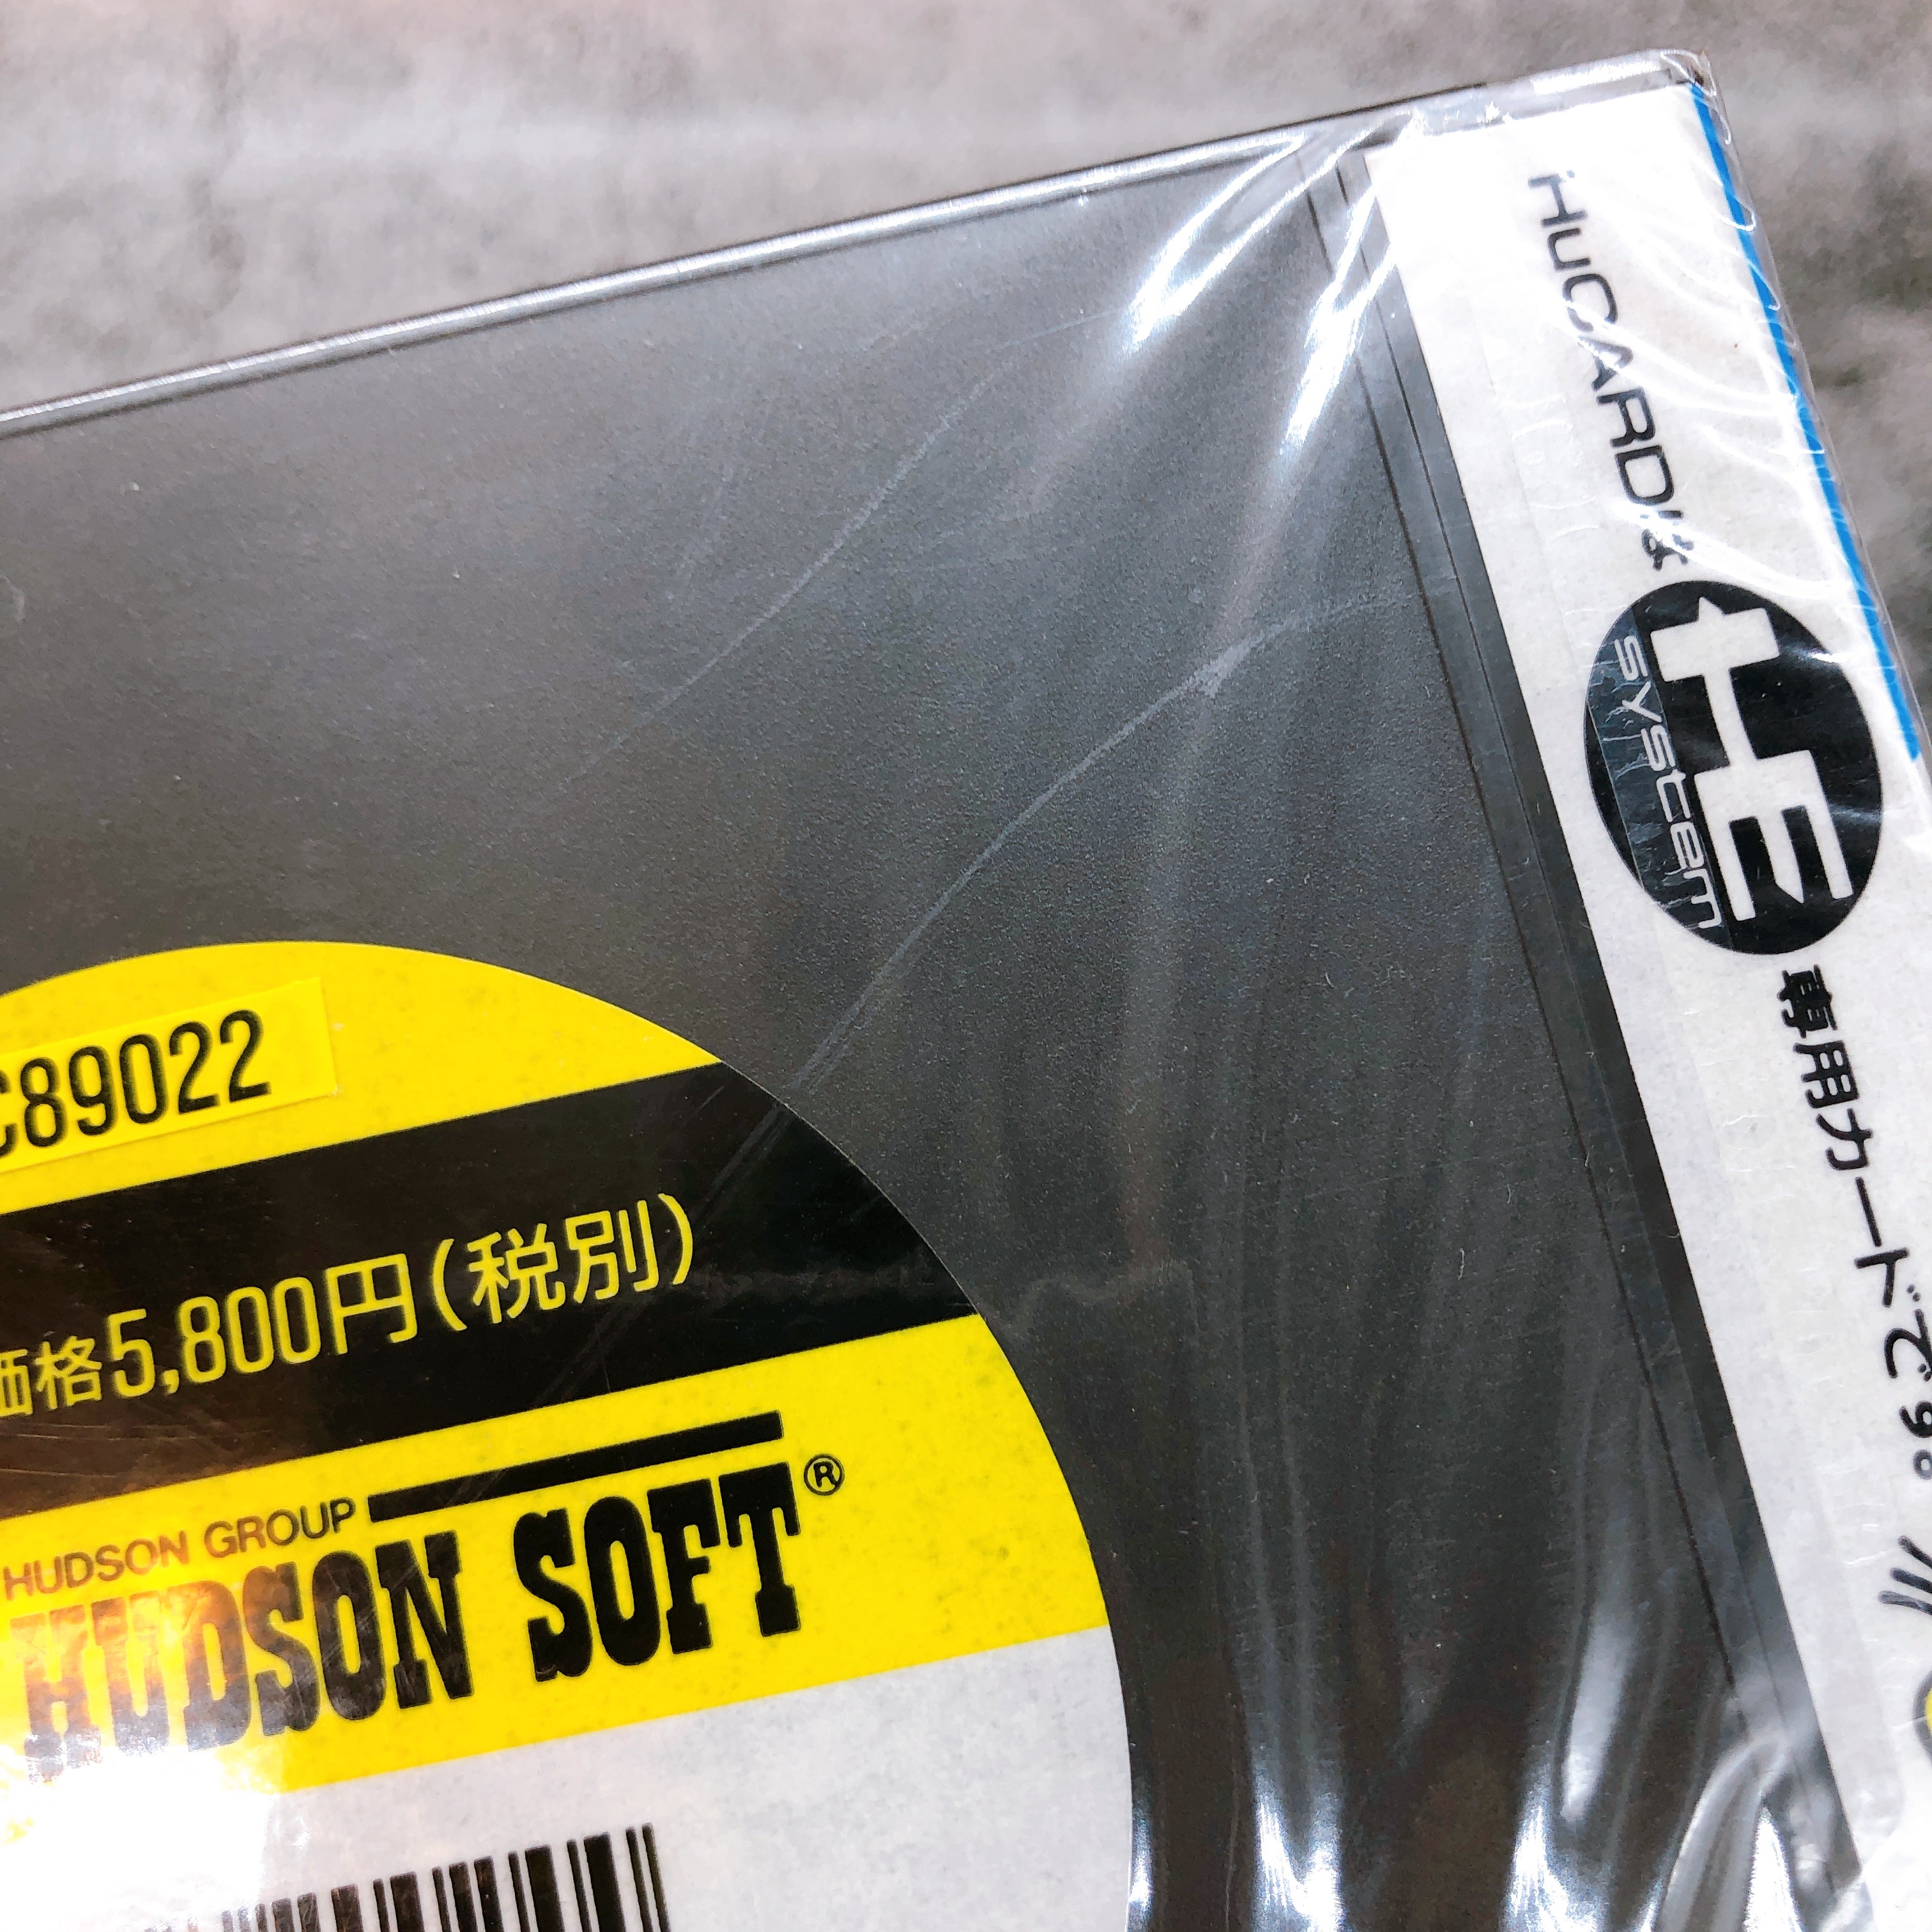 C89022
価格5,800円(税別)
HUDSON GROUP
HUDSON SOFT®
HuCARDは HE SYSTEM 専用カードです。